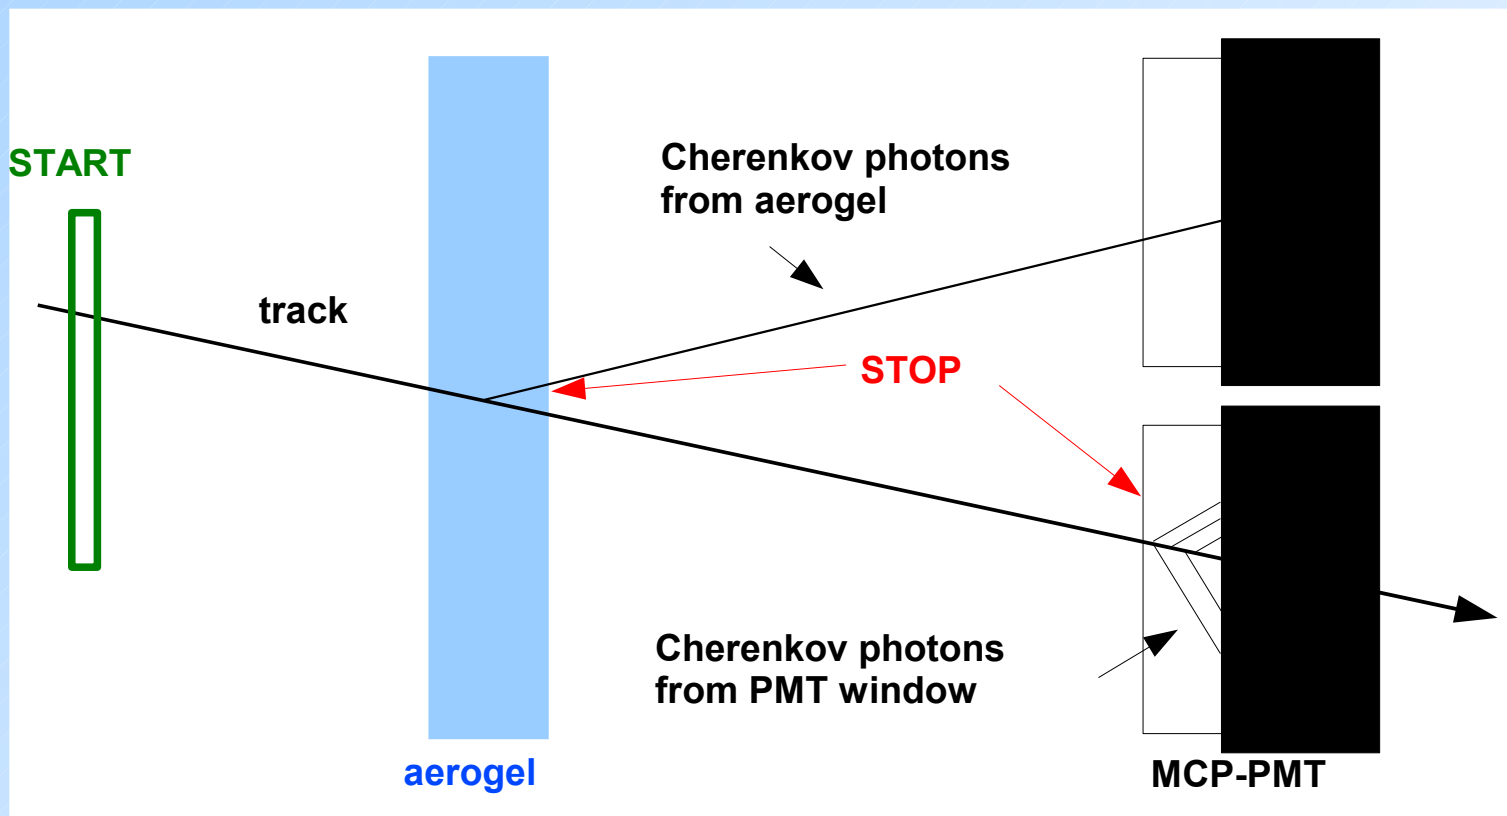 START
Cherenkov photons
from aerogel
track
STOP
Cherenkov photons
from PMT window
aerogel
MCP-PMT